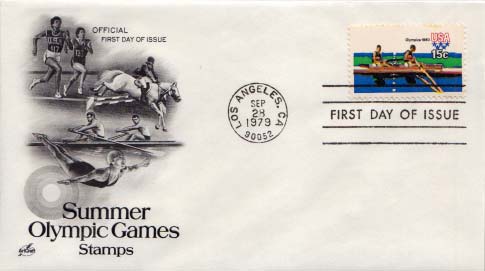 OFFICIAL
FIRST DAY OF ISSUE
Olympics 1980
USA
15c
LOS ANGELES, CA
SEP
28
1979
90052
FIRST DAY OF ISSUE
Summer
Olympic Games
Stamps
ArtCraft